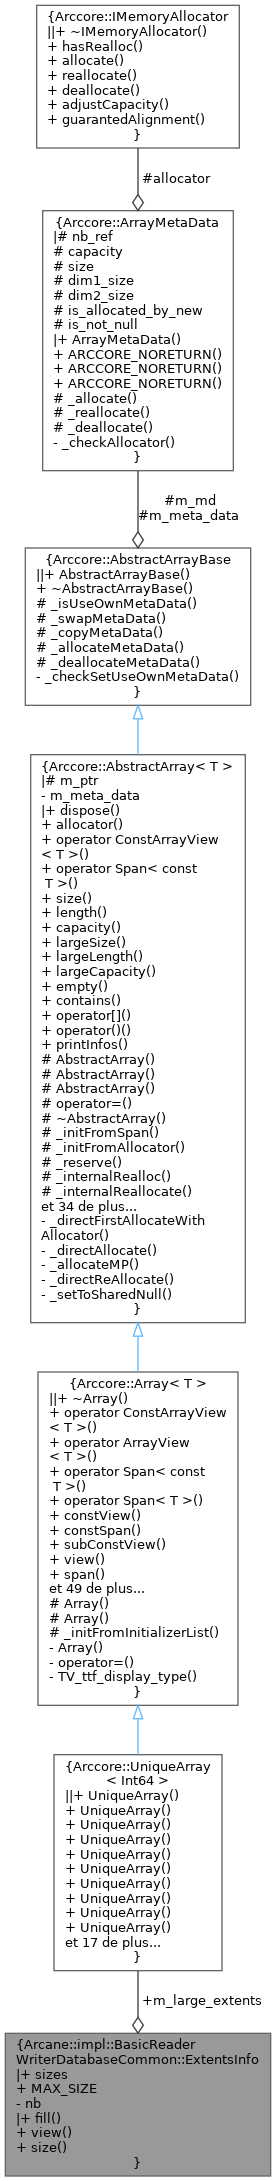 {Arccore::IMemoryAllocator
||+ ~IMemoryAllocator()
+ hasRealloc()
+ allocate()
+ reallocate()
+ deallocate()
+ adjustCapacity()
+ guarantedAlignment()
}
#allocator
{Arccore::ArrayMetaData
|# nb_ref
# capacity
# size
# dim1_size
# dim2_size
# is_allocated_by_new
# is_not_null
|+ ArrayMetaData()
+ ARCCORE_NORETURN()
+ ARCCORE_NORETURN()
+ ARCCORE_NORETURN()
# _allocate()
# _reallocate()
# _deallocate()
- _checkAllocator()
}
#m_md
#m_meta_data
{Arccore::AbstractArrayBase
||+ AbstractArrayBase()
+ ~AbstractArrayBase()
# _isUseOwnMetaData()
# _swapMetaData()
# _copyMetaData()
# _allocateMetaData()
# _deallocateMetaData()
- _checkSetUseOwnMetaData()
}
{Arccore::AbstractArray< T >
|# m_ptr
- m_meta_data
|+ dispose()
+ allocator()
+ operator ConstArrayView
< T >()
+ operator Span< const
T >()
+ size()
+ length()
+ capacity()
+ largeSize()
+ largeLength()
+ largeCapacity()
+ empty()
+ contains()
+ operator[]()
+ operator()()
+ printInfos()
# AbstractArray()
# AbstractArray()
# AbstractArray()
# operator=()
# ~AbstractArray()
# _initFromSpan()
# _initFromAllocator()
# _reserve()
# _internalRealloc()
# _internalReallocate()
et 34 de plus...
- _directFirstAllocateWith
Allocator()
- _directAllocate()
- _allocateMP()
- _directReAllocate()
- _setToSharedNull()
}
{Arccore::Array< T >
||+ ~Array()
+ operator ConstArrayView
< T >()
+ operator ArrayView
< T >()
+ operator Span< const
T >()
+ operator Span< T >()
+ constView()
+ constSpan()
+ subConstView()
+ view()
+ span()
et 49 de plus...
# Array()
# Array()
# _initFromInitializerList()
- Array()
- operator=()
- TV_ttf_display_type()
}
{Arccore::UniqueArray
< Int64 >
||+ UniqueArray()
+ UniqueArray()
+ UniqueArray()
+ UniqueArray()
+ UniqueArray()
+ UniqueArray()
+ UniqueArray()
+ UniqueArray()
+ UniqueArray()
+ UniqueArray()
et 17 de plus...
}
+m_large_extents
{Arcane::impl::BasicReader
WriterDatabaseCommon::ExtentsInfo
|+ sizes
+ MAX_SIZE
- nb
|+ fill()
+ view()
+ size()
}